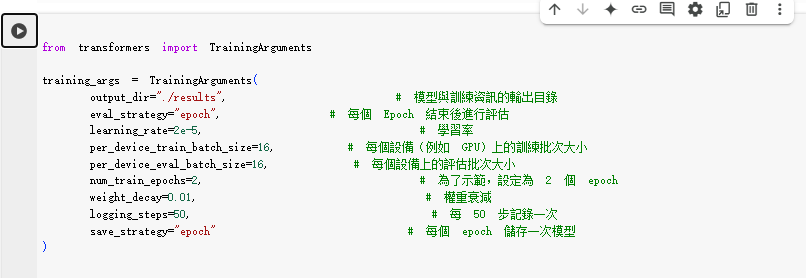 from transformers import TrainingArguments
training_args = TrainingArguments(
output_dir="./results", # 模型與訓練資訊的輸出目錄
eval_strategy="epoch", # 每個 Epoch 結束後進行評估
learning_rate=2e-5, # 學習率
per_device_train_batch_size=16, # 每個設備（例如 GPU）上的訓練批次大小
per_device_eval_batch_size=16, # 每個設備上的評估批次大小
num_train_epochs=2, # 為了示範，設定為 2 個 epoch
weight_decay=0.01, # 權重衰減
logging_steps=50, # 每 50 步記錄一次
save_strategy="epoch" # 每個 epoch 儲存一次模型
)